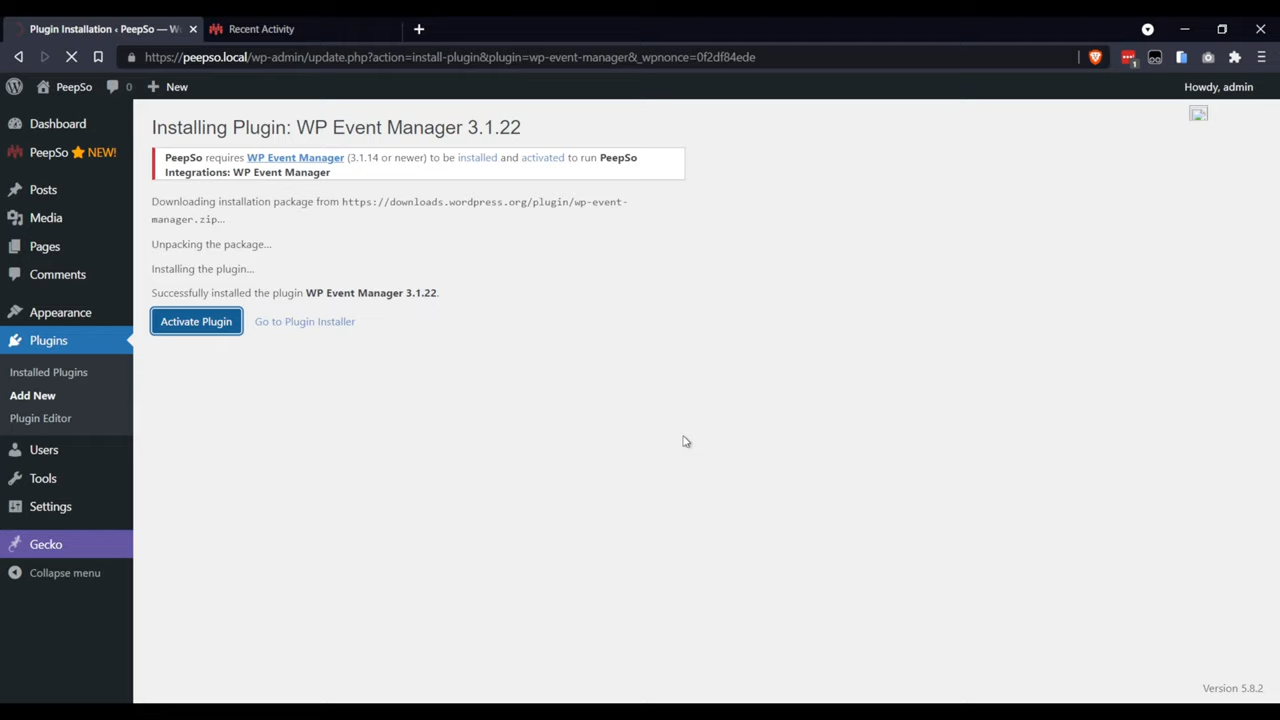 Plugin Installation ‹ PeepSo — W
Recent Activity
https://peepso.local/wp-admin/update.php?action=install-plugin&plugin=wp-event-manager&_wpnonce=0f2df84ede
1
PeepSo
0
New
Howdy, admin
Dashboard
PeepSo NEW!
Posts
Media
Pages
Comments
Appearance
Plugins
Installed Plugins
Add New
Plugin Editor
Users
Tools
Settings
Gecko
Collapse menu
Installing Plugin: WP Event Manager 3.1.22
PeepSo requires WP Event Manager (3.1.14 or newer) to be installed and activated to run PeepSo
Integrations: WP Event Manager
Downloading installation package from https://downloads.wordpress.org/plugin/wp-event-
manager.zip…
Unpacking the package…
Installing the plugin…
Successfully installed the plugin WP Event Manager 3.1.22.
Activate Plugin
Go to Plugin Installer
Version 5.8.2